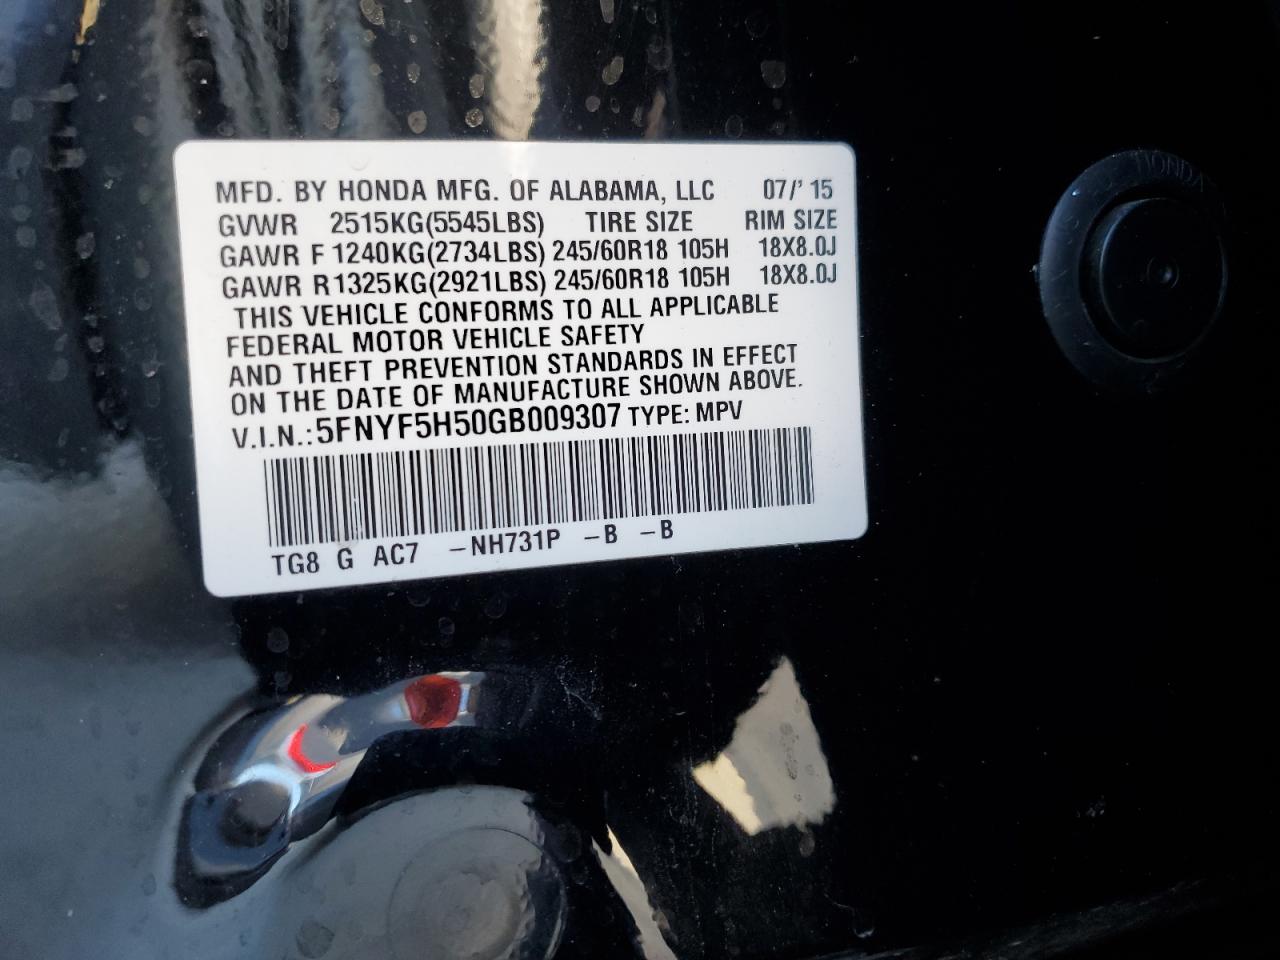 MFD. BY HONDA MFG. OF ALABAMA, LLC 07/' 15
GVWR 2515KG(5545LBS) TIRE SIZE RIM SIZE
GAWR F 1240KG(2734LBS) 245/60R18 105H 18X8.0J
GAWR R 1325KG(2921LBS) 245/60R18 105H 18X8.0J
THIS VEHICLE CONFORMS TO ALL APPLICABLE
FEDERAL MOTOR VEHICLE SAFETY
AND THEFT PREVENTION STANDARDS IN EFFECT
ON THE DATE OF MANUFACTURE SHOWN ABOVE.
V.I.N.: 5FNYF5H50GB009307 TYPE: MPV
TG8 G AC7 -NH731P -B -B
HONDA